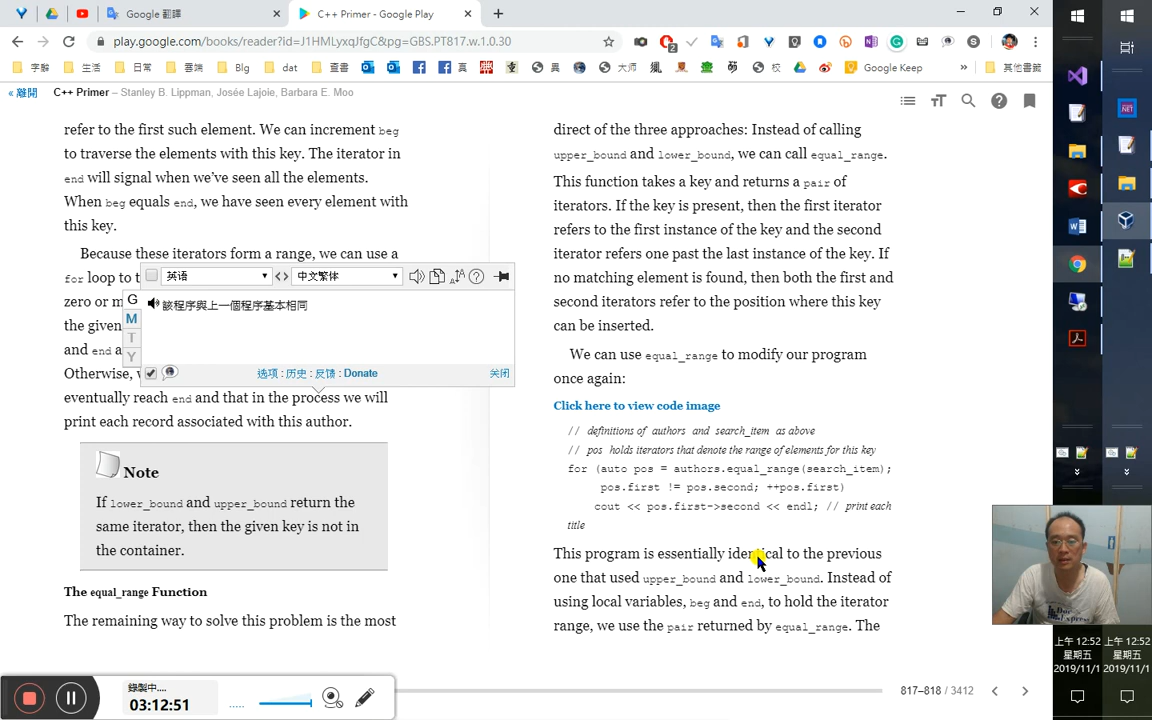 Google 翻譯
C++ Primer - Google Play
play.google.com/books/reader?id=J1HMLyxqJfgC&pg=GBS.PT817.w.1.0.30
字辭 生活 日常 雲端 Blg dat 查書 真 異 大师 校 Google Keep » 其他書籤
« 離開 C++ Primer – Stanley B. Lippman, Josée Lajoie, Barbara E. Moo
refer to the first such element. We can increment beg
to traverse the elements with this key. The iterator in
end will signal when we've seen all the elements.
When beg equals end, we have seen every element with
this key.
Because these iterators form a range, we can use a
for loop to t
zero or m
the given
and end a
Otherwise, w
eventually reach end and that in the process we will
print each record associated with this author.
英语 <> 中文繁体
G
M
T
Y
該程序與上一個程序基本相同
选项 : 历史 : 反馈 : Donate
关闭
Note
If lower_bound and upper_bound return the
same iterator, then the given key is not in
the container.
The equal_range Function
The remaining way to solve this problem is the most
direct of the three approaches: Instead of calling
upper_bound and lower_bound, we can call equal_range.
This function takes a key and returns a pair of
iterators. If the key is present, then the first iterator
refers to the first instance of the key and the second
iterator refers one past the last instance of the key. If
no matching element is found, then both the first and
second iterators refer to the position where this key
can be inserted.
We can use equal_range to modify our program
once again:
Click here to view code image
// definitions of authors and search_item as above
// pos holds iterators that denote the range of elements for this key
for (auto pos = authors.equal_range(search_item);
pos.first != pos.second; ++pos.first)
cout << pos.first->second << endl; // print each
title
This program is essentially identical to the previous
one that used upper_bound and lower_bound. Instead of
using local variables, beg and end, to hold the iterator
range, we use the pair returned by equal_range. The
817–818 / 3412
錄製中....
03:12:51
上午 12:52 上午 12:52
星期五 星期五
2019/11/1 2019/11/1